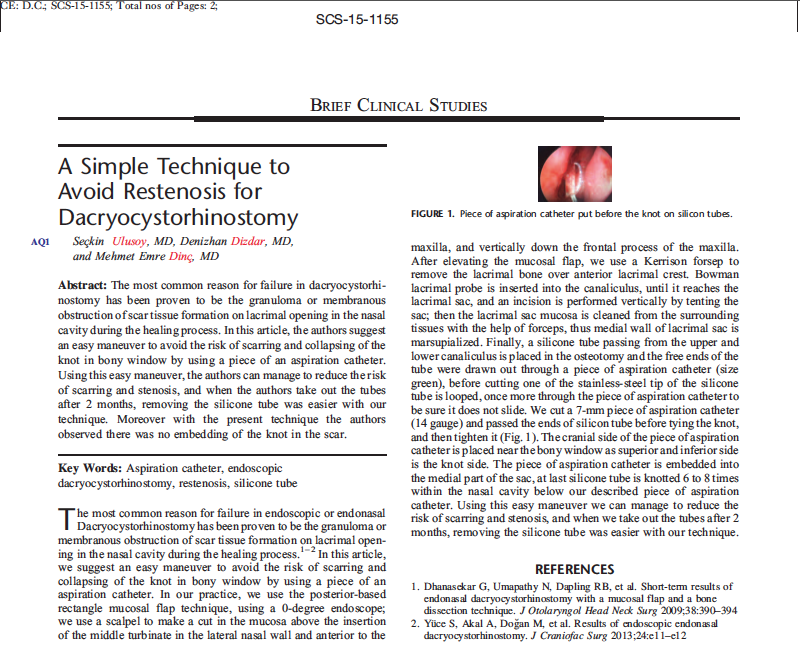 CE: D.C.; SCS-15-1155; Total nos of Pages: 2;
SCS-15-1155
BRIEF CLINICAL STUDIES
A Simple Technique to
Avoid Restenosis for
Dacryocystorhinostomy
AQ1
Seçkin Ulusoy, MD, Denizhan Dizdar, MD,
and Mehmet Emre Dinç, MD
Abstract: The most common reason for failure in dacryocystorhi-
nostomy has been proven to be the granuloma or membranous
obstruction of scar tissue formation on lacrimal opening in the nasal
cavity during the healing process. In this article, the authors suggest
an easy maneuver to avoid the risk of scarring and collapsing of the
knot in bony window by using a piece of an aspiration catheter.
Using this easy maneuver, the authors can manage to reduce the risk
of scarring and stenosis, and when the authors take out the tubes
after 2 months, removing the silicone tube was easier with our
technique. Moreover with the present technique the authors
observed there was no embedding of the knot in the scar.
Key Words: Aspiration catheter, endoscopic
dacryocystorhinostomy, restenosis, silicone tube
The most common reason for failure in endoscopic or endonasal
Dacryocystorhinostomy has been proven to be the granuloma or
membranous obstruction of scar tissue formation on lacrimal open-
ing in the nasal cavity during the healing process.1–2 In this article,
we suggest an easy maneuver to avoid the risk of scarring and
collapsing of the knot in bony window by using a piece of an
aspiration catheter. In our practice, we use the posterior-based
rectangle mucosal flap technique, using a 0-degree endoscope;
we use a scalpel to make a cut in the mucosa above the insertion
of the middle turbinate in the lateral nasal wall and anterior to the
FIGURE 1. Piece of aspiration catheter put before the knot on silicon tubes.
maxilla, and vertically down the frontal process of the maxilla.
After elevating the mucosal flap, we use a Kerrison forsep to
remove the lacrimal bone over anterior lacrimal crest. Bowman
lacrimal probe is inserted into the canaliculus, until it reaches the
lacrimal sac, and an incision is performed vertically by tenting the
sac; then the lacrimal sac mucosa is cleaned from the surrounding
tissues with the help of forceps, thus medial wall of lacrimal sac is
marsupialized. Finally, a silicone tube passing from the upper and
lower canaliculus is placed in the osteotomy and the free ends of the
tube were drawn out through a piece of aspiration catheter (size
green), before cutting one of the stainless-steel tip of the silicone
tube is looped, once more through the piece of aspiration catheter to
be sure it does not slide. We cut a 7-mm piece of aspiration catheter
(14 gauge) and passed the ends of silicon tube before tying the knot,
and then tighten it (Fig. 1). The cranial side of the piece of aspiration
catheter is placed near the bony window as superior and inferior side
is the knot side. The piece of aspiration catheter is embedded into
the medial part of the sac, at last silicone tube is knotted 6 to 8 times
within the nasal cavity below our described piece of aspiration
catheter. Using this easy maneuver we can manage to reduce the
risk of scarring and stenosis, and when we take out the tubes after 2
months, removing the silicone tube was easier with our technique.
REFERENCES
1. Dhanasekar G, Umapathy N, Dapling RB, et al. Short-term results of
endonasal dacryocystorhinostomy with a mucosal flap and a bone
dissection technique. J Otolaryngol Head Neck Surg 2009;38:390–394
2. Yüce S, Akal A, Doğan M, et al. Results of endoscopic endonasal
dacryocystorhinostomy. J Craniofac Surg 2013;24:e11–e12